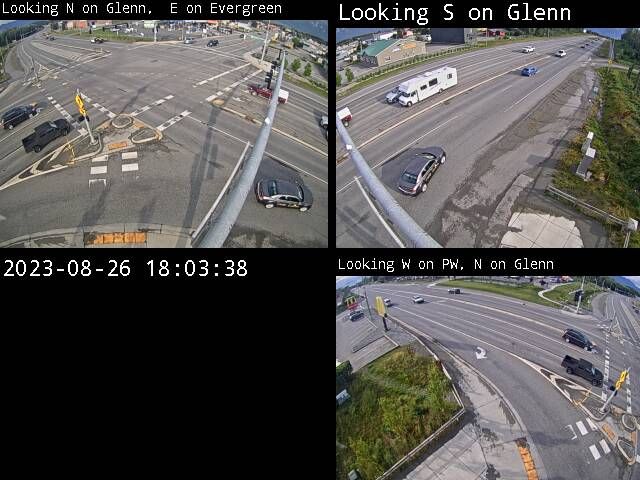 Looking N on Glenn, E on Evergreen
Looking S on Glenn
2023-08-26 18:03:38
Looking W on PW, N on Glenn